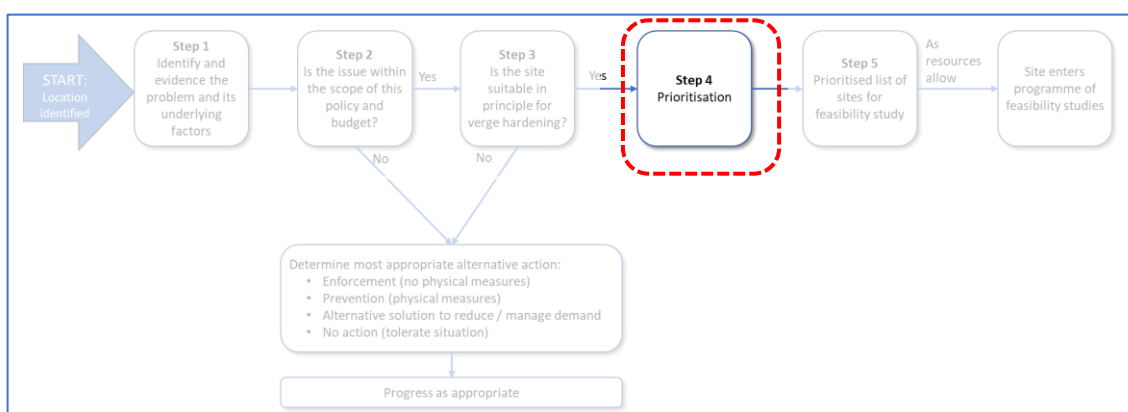 START:
Location
identified
Step 1
Identify and
evidence the
problem and its
underlying
factors
Step 2
Is the issue within
the scope of this
policy and
budget?
Yes
No
Step 3
Is the site
suitable in
principle for
verge hardening?
Yes
No
Step 4
Prioritisation
Step 5
Prioritised list of
sites for
feasibility study
As
resources
allow
Site enters
programme of
feasibility studies
Determine most appropriate alternative action:
• Enforcement (no physical measures)
• Prevention (physical measures)
• Alternative solution to reduce / manage demand
• No action (tolerate situation)
Progress as appropriate